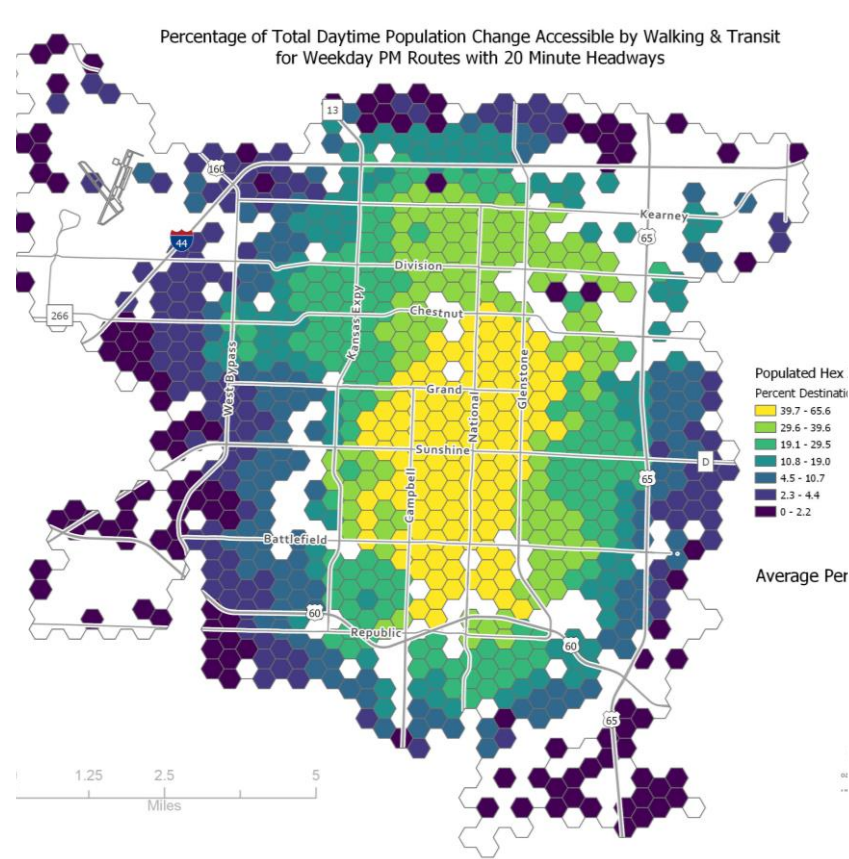 Percentage of Total Daytime Population Change Accessible by Walking & Transit
for Weekday PM Routes with 20 Minute Headways
13
160
Kearney
65
44
Division
266
Chestnut
Kansas Expy
West Bypass
Glenstone
Grand
National
Sunshine
Campbell
D
65
Battlefield
60
Republic
60
65
Populated Hex
Percent Destinatio
39.7 - 65.6
29.6 - 39.6
19.1 - 29.5
10.8 - 19.0
4.5 - 10.7
2.3 - 4.4
0 - 2.2
Average Per
1.25 2.5 5
Miles